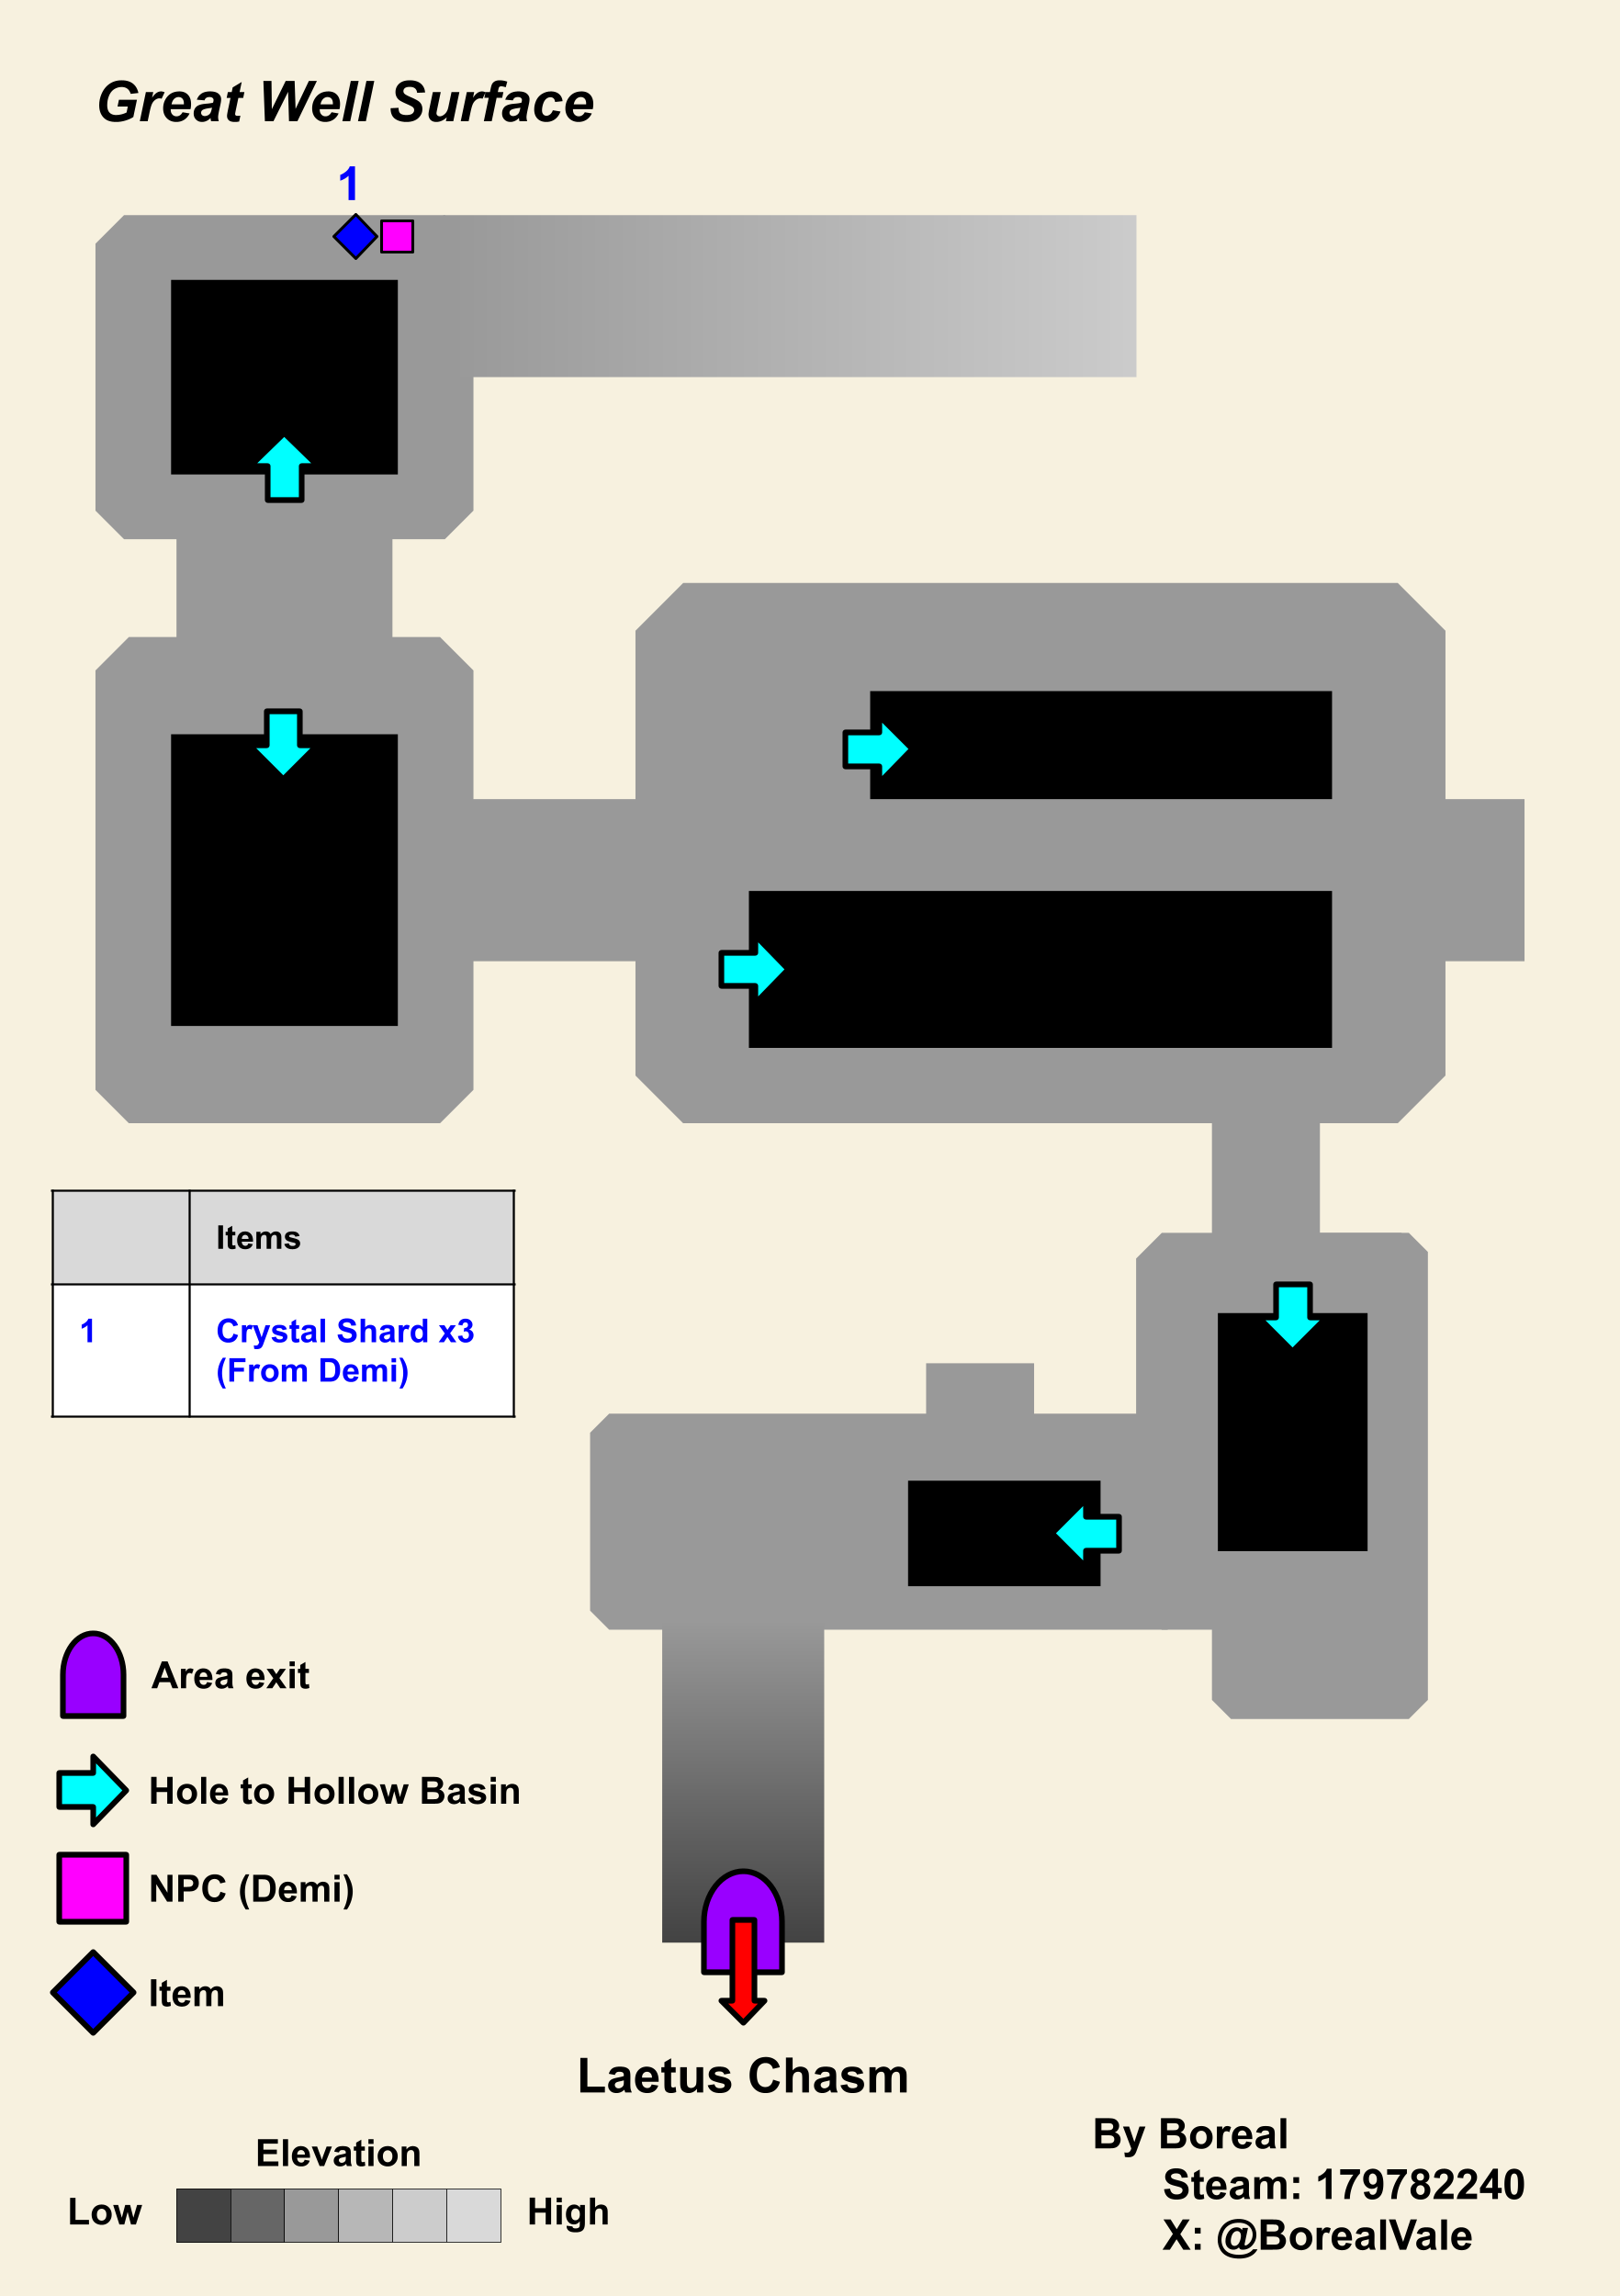 Great Well Surface
1
Items
1
Crystal Shard x3
(From Demi)
Area exit
Hole to Hollow Basin
NPC (Demi)
Item
Laetus Chasm
Elevation
Low
High
By Boreal
Steam: 179782240
X: @BorealVale